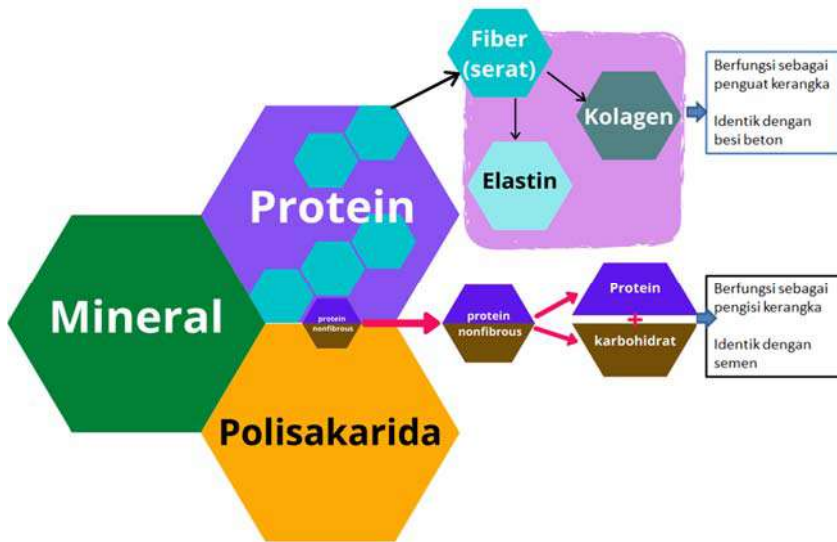 Fiber
(serat)
Kolagen
Elastin
Berfungsi sebagai
penguat kerangka
Identik dengan
besi beton
Protein
Mineral
protein
nonfibrous
protein
nonfibrous
Protein
+
karbohidrat
Berfungsi sebagai
pengisi kerangka
Identik dengan
semen
Polisakarida